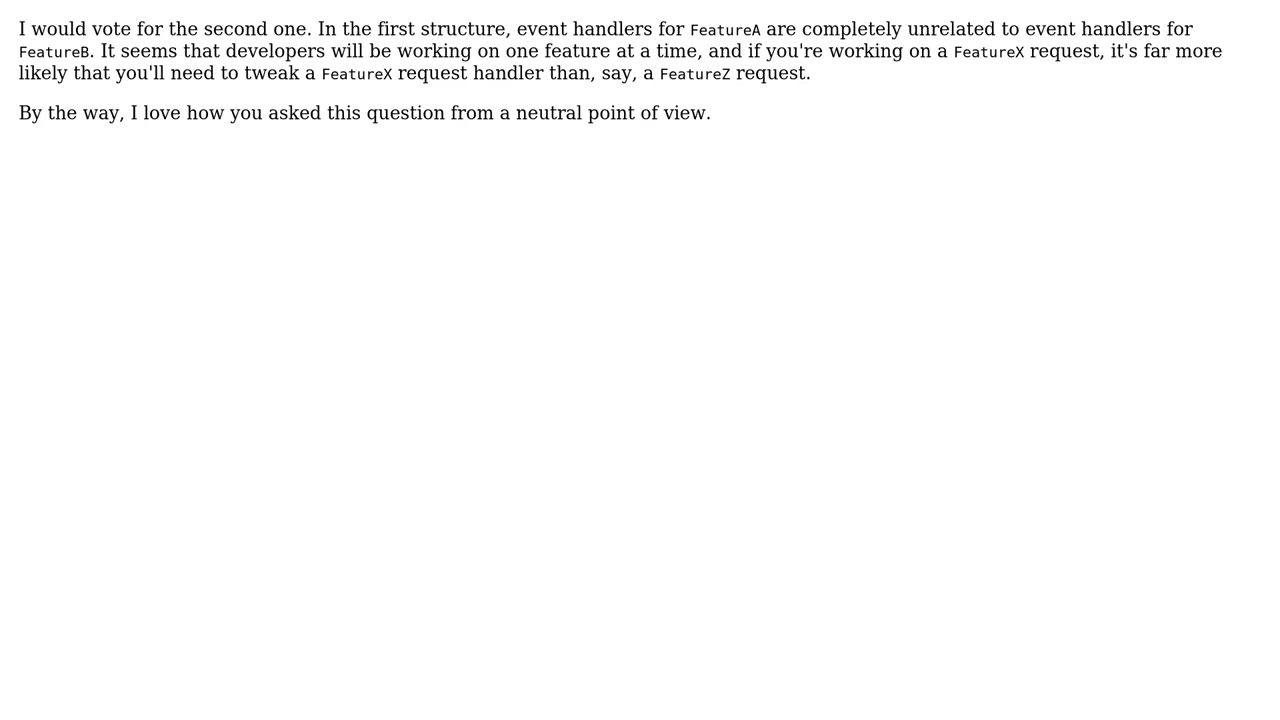 I would vote for the second one. In the first structure, event handlers for FeatureA are completely unrelated to event handlers for
FeatureB. It seems that developers will be working on one feature at a time, and if you're working on a FeatureX request, it's far more
likely that you'll need to tweak a FeatureX request handler than, say, a FeatureZ request.
By the way, I love how you asked this question from a neutral point of view.